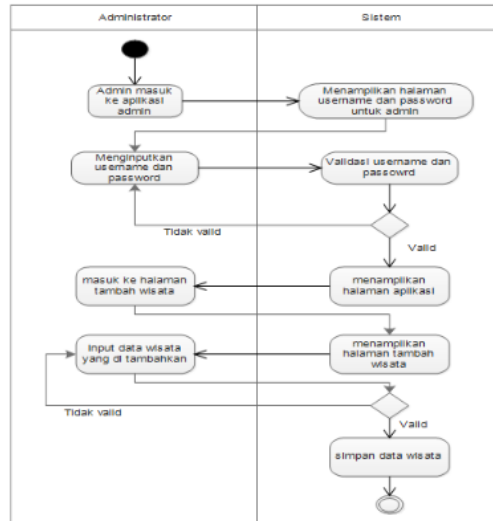 Administrator
Sistem
Admin masuk
ke aplikasi
admin
Menampilkan halaman
username dan password
untuk admin
Menginputkan
username dan
password
Validasi username dan
passowrd
Tidak valid
Valid
masuk ke halaman
tambah wisata
menampilkan
halaman aplikasi
Input data wisata
yang di tambahkan
menampilkan
halaman tambah
wisata
Tidak valid
Valid
simpan data wisata